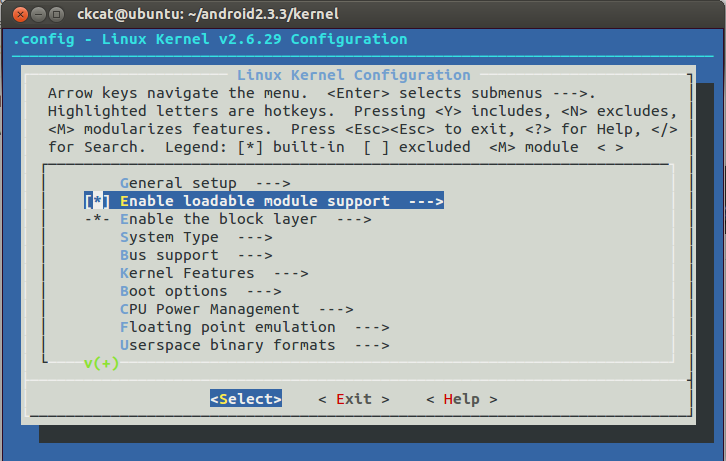 ckcat@ubuntu: ~/android2.3.3/kernel
.config - Linux Kernel v2.6.29 Configuration
Linux Kernel Configuration
Arrow keys navigate the menu.  <Enter> selects submenus --->.
Highlighted letters are hotkeys.  Pressing <Y> includes, <N> excludes,
<M> modularizes features.  Press <Esc><Esc> to exit, <?> for Help, </>
for Search.  Legend: [*] built-in  [ ] excluded  <M> module  < >
General setup  --->
[*] Enable loadable module support  --->
-*- Enable the block layer  --->
System Type  --->
Bus support  --->
Kernel Features  --->
Boot options  --->
CPU Power Management  --->
Floating point emulation  --->
Userspace binary formats  --->
v(+)
<Select>    < Exit >    < Help >